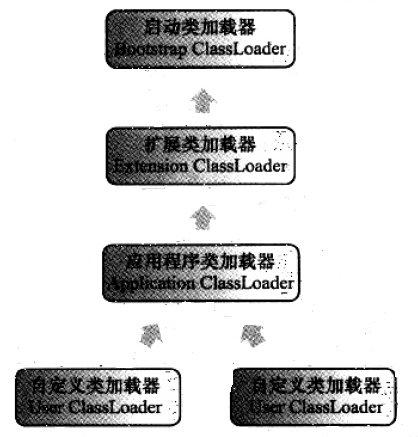 启动类加载器
Bootstrap ClassLoader
扩展类加载器
Extension ClassLoader
应用程序类加载器
Application ClassLoader
自定义类加载器
User ClassLoader
自定义类加载器
User ClassLoader